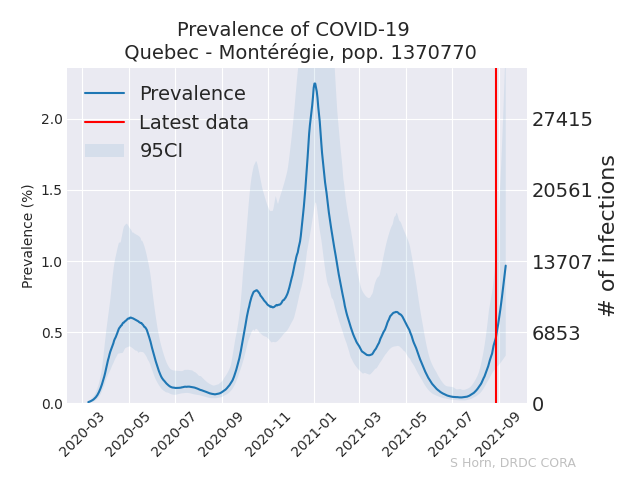 Prevalence of COVID-19
Quebec - Montérégie, pop. 1370770
Prevalence
Latest data
95CI
Prevalence (%)
2.0
1.5
1.0
0.5
0.0
27415
20561
13707
6853
0
# of infections
2020-03
2020-05
2020-07
2020-09
2020-11
2021-01
2021-03
2021-05
2021-07
2021-09
S Horn, DRDC CORA